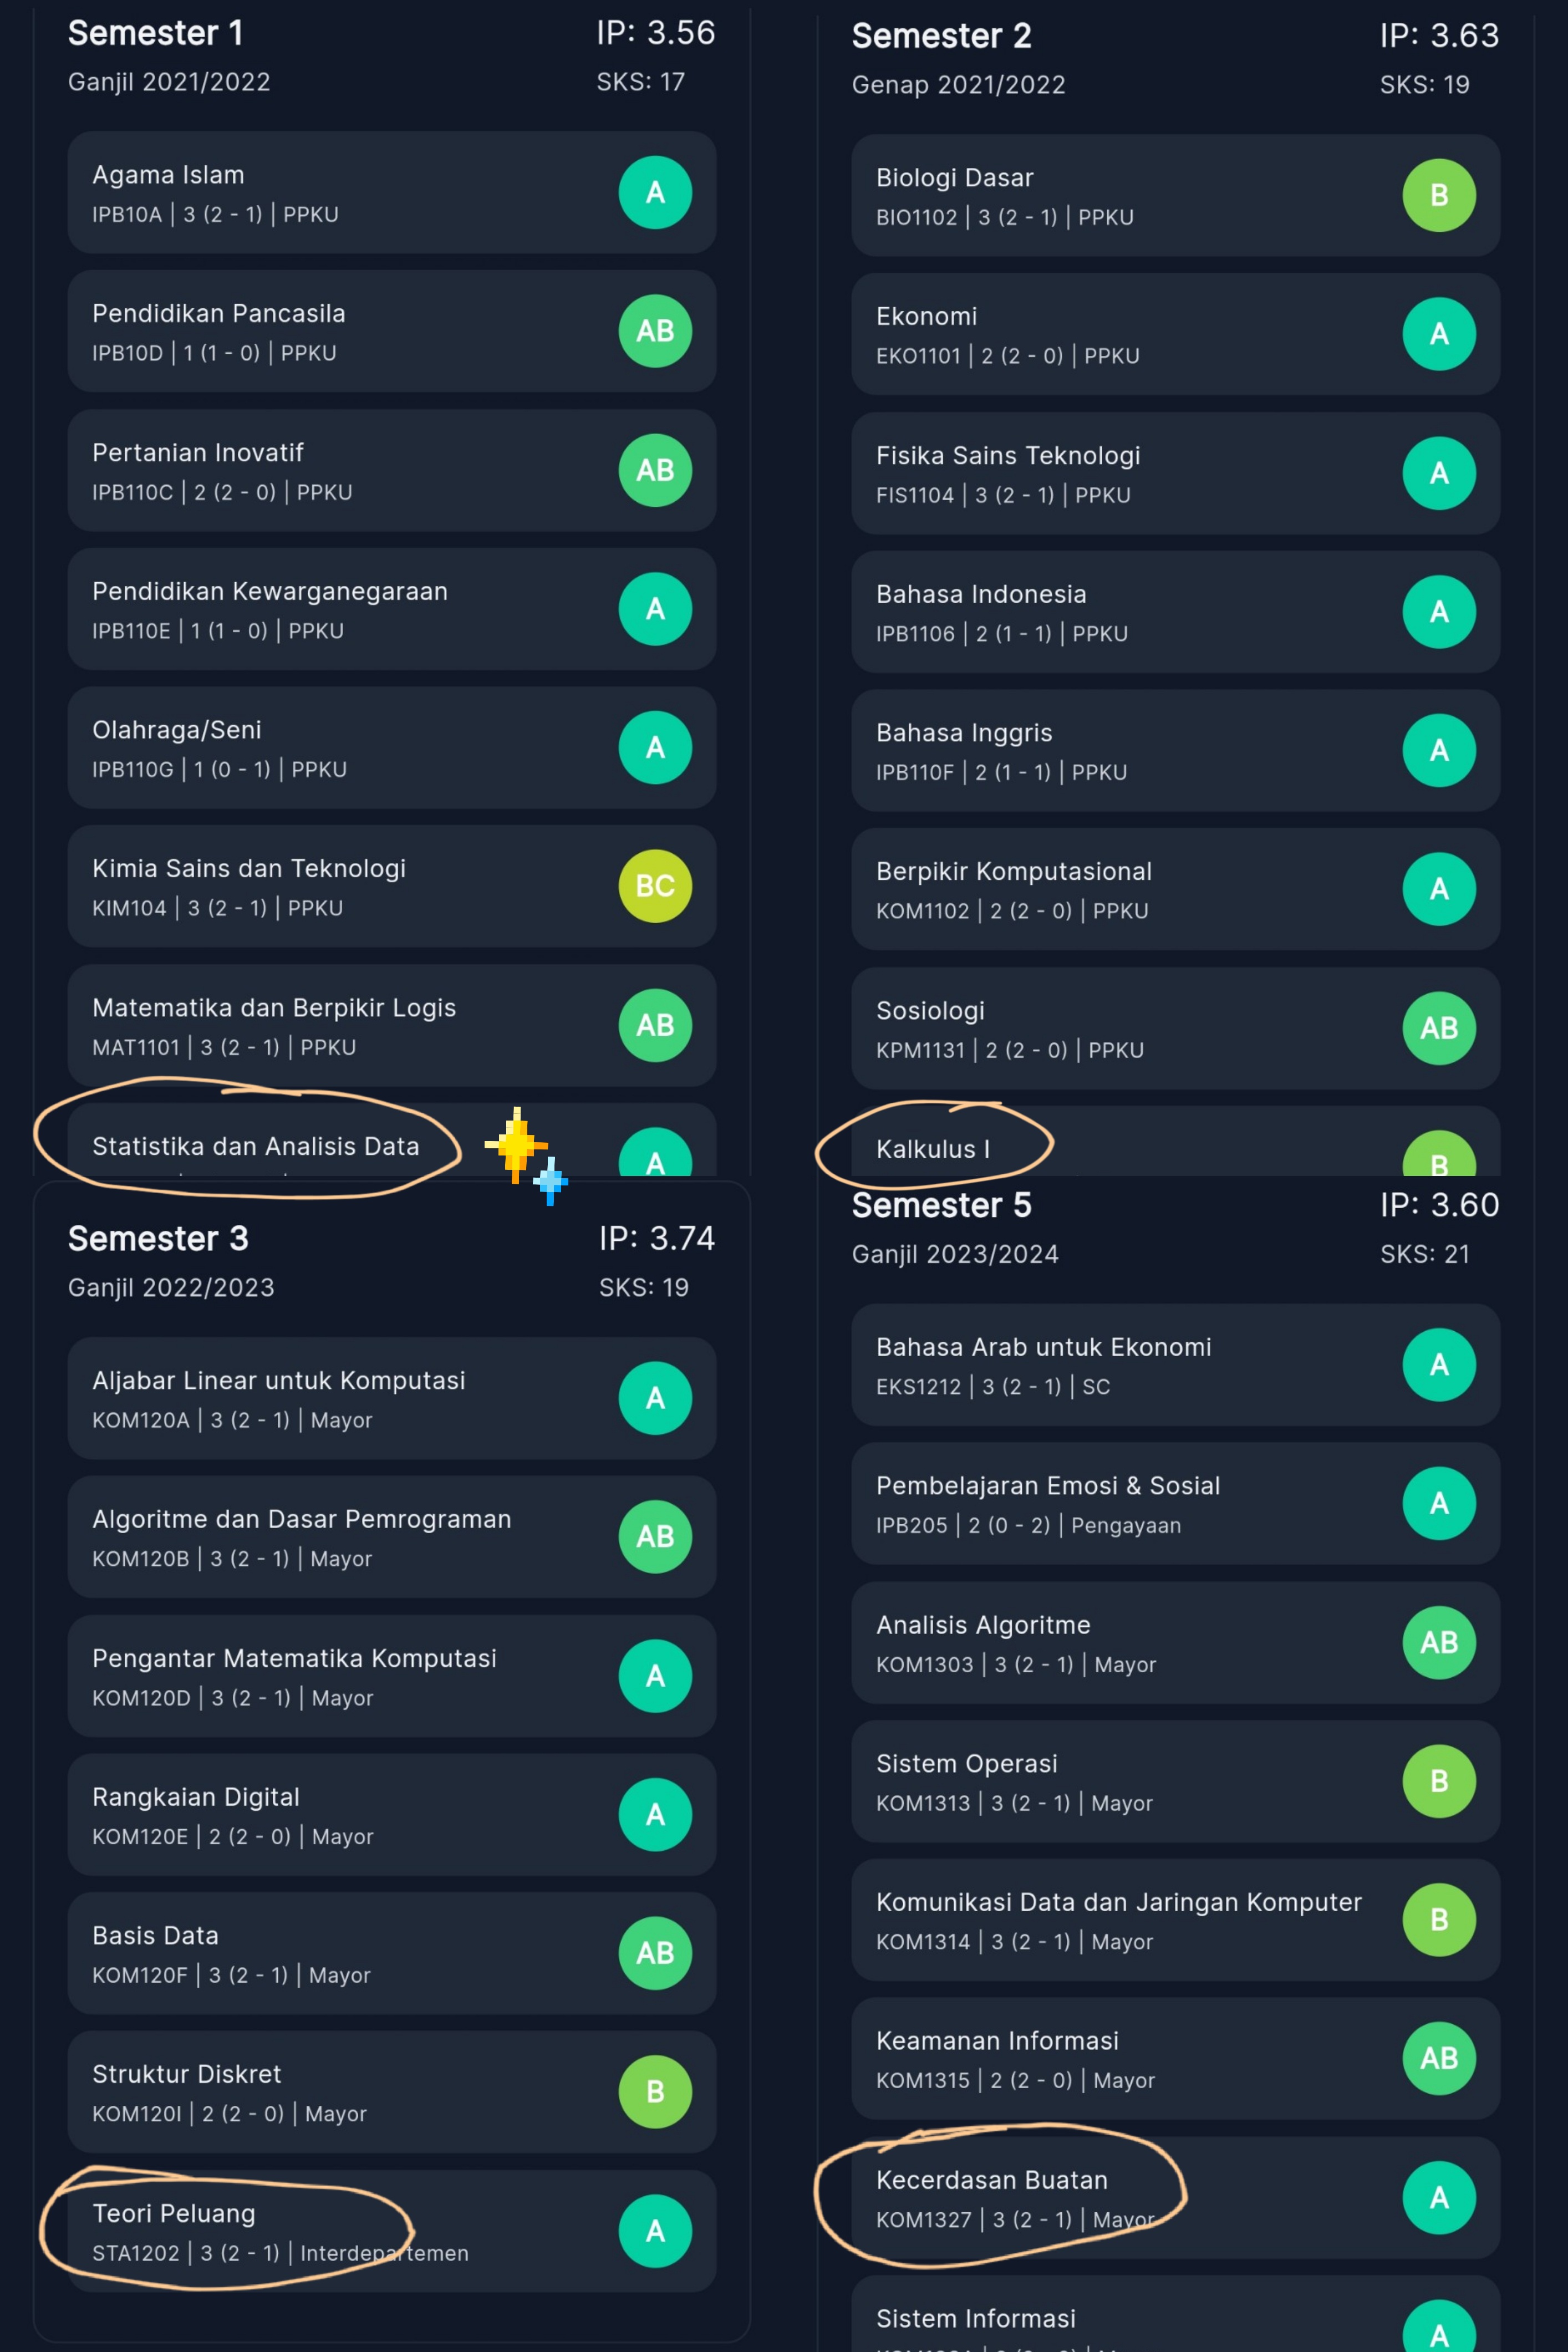 Semester 1
IP: 3.56
Ganjil 2021/2022
SKS: 17
Agama Islam
A
IPB10A | 3 (2 - 1) | PPKU
Pendidikan Pancasila
AB
IPB10D | 1 (1 - 0) | PPKU
Pertanian Inovatif
AB
IPB110C | 2 (2 - 0) | PPKU
Pendidikan Kewarganegaraan
A
IPB110E | 1 (1 - 0) | PPKU
Olahraga/Seni
A
IPB110G | 1 (0 - 1) | PPKU
Kimia Sains dan Teknologi
BC
KIM104 | 3 (2 - 1) | PPKU
Matematika dan Berpikir Logis
AB
MAT1101 | 3 (2 - 1) | PPKU
Statistika dan Analisis Data
A
Semester 2
IP: 3.63
Genap 2021/2022
SKS: 19
Biologi Dasar
B
BIO1102 | 3 (2 - 1) | PPKU
Ekonomi
A
EKO1101 | 2 (2 - 0) | PPKU
Fisika Sains Teknologi
A
FIS1104 | 3 (2 - 1) | PPKU
Bahasa Indonesia
A
IPB1106 | 2 (1 - 1) | PPKU
Bahasa Inggris
A
IPB110F | 2 (1 - 1) | PPKU
Berpikir Komputasional
A
KOM1102 | 2 (2 - 0) | PPKU
Sosiologi
AB
KPM1131 | 2 (2 - 0) | PPKU
Kalkulus I
B
Semester 3
IP: 3.74
Ganjil 2022/2023
SKS: 19
Aljabar Linear untuk Komputasi
A
KOM120A | 3 (2 - 1) | Mayor
Algoritme dan Dasar Pemrograman
AB
KOM120B | 3 (2 - 1) | Mayor
Pengantar Matematika Komputasi
A
KOM120D | 3 (2 - 1) | Mayor
Rangkaian Digital
A
KOM120E | 2 (2 - 0) | Mayor
Basis Data
AB
KOM120F | 3 (2 - 1) | Mayor
Struktur Diskret
B
KOM120I | 2 (2 - 0) | Mayor
Teori Peluang
A
STA1202 | 3 (2 - 1) | Interdepartemen
Semester 5
IP: 3.60
Ganjil 2023/2024
SKS: 21
Bahasa Arab untuk Ekonomi
A
EKS1212 | 3 (2 - 1) | SC
Pembelajaran Emosi & Sosial
A
IPB205 | 2 (0 - 2) | Pengayaan
Analisis Algoritme
AB
KOM1303 | 3 (2 - 1) | Mayor
Sistem Operasi
B
KOM1313 | 3 (2 - 1) | Mayor
Komunikasi Data dan Jaringan Komputer
B
KOM1314 | 3 (2 - 1) | Mayor
Keamanan Informasi
AB
KOM1315 | 2 (2 - 0) | Mayor
Kecerdasan Buatan
A
KOM1327 | 3 (2 - 1) | Mayor
Sistem Informasi
A